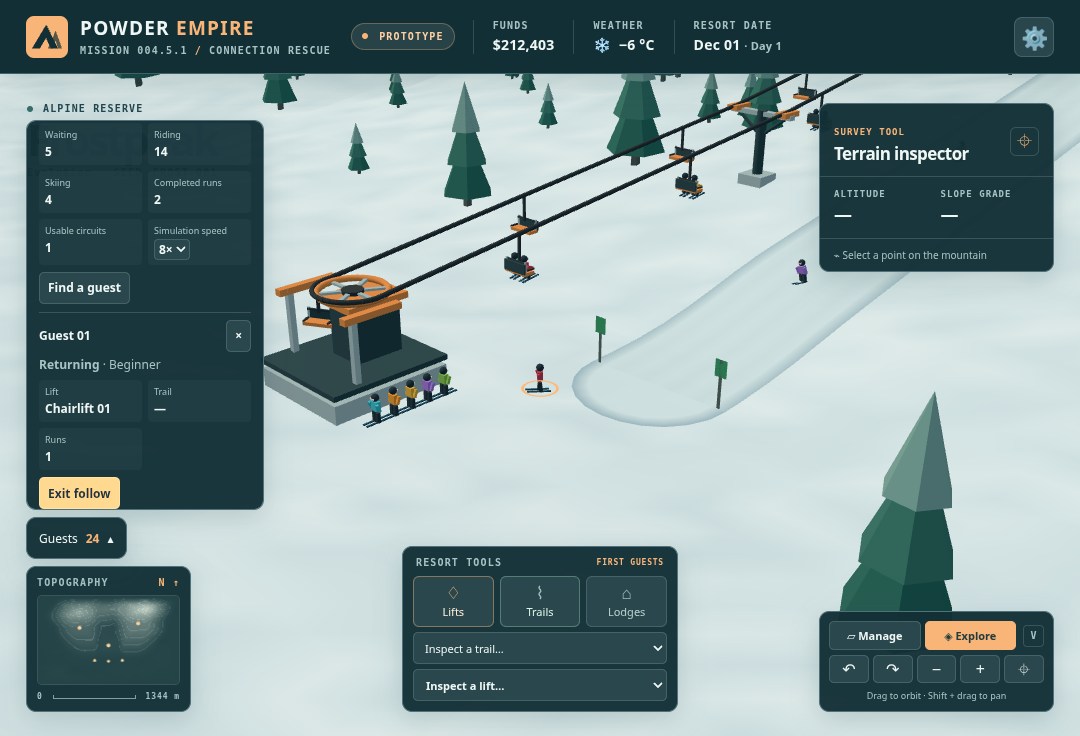 POWDER EMPIRE
MISSION 004.5.1 / CONNECTION RESCUE
PROTOTYPE
FUNDS
$212,403
WEATHER
−6 °C
RESORT DATE
Dec 01 · Day 1
ALPINE RESERVE
Waiting
5
Riding
14
Skiing
4
Completed runs
2
Usable circuits
1
Simulation speed
8×
Find a guest
Guest 01
×
Returning · Beginner
Lift
Chairlift 01
Trail
—
Runs
1
Exit follow
Guests 24 ▲
TOPOGRAPHY N ↑
0 1344 m
RESORT TOOLS FIRST GUESTS
Lifts
Trails
Lodges
Inspect a trail...
Inspect a lift...
SURVEY TOOL
Terrain inspector
ALTITUDE
—
SLOPE GRADE
—
Select a point on the mountain
Manage
Explore
V
Drag to orbit · Shift + drag to pan